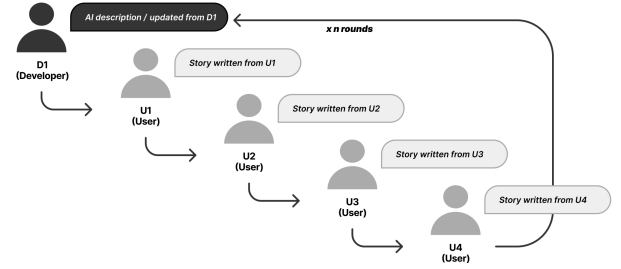 AI description / updated from D1
x n rounds
D1
(Developer)
Story written from U1
U1
(User)
Story written from U2
U2
(User)
Story written from U3
U3
(User)
Story written from U4
U4
(User)